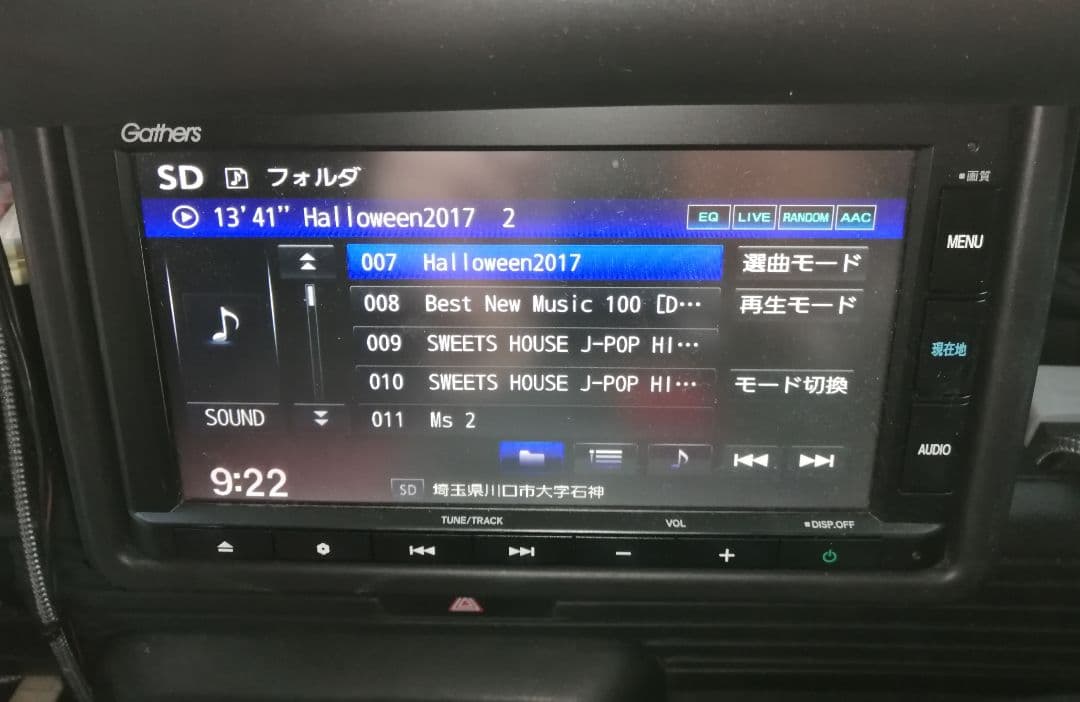 Gathers
SD フォルダ
13'41" Halloween2017 2 EQ LIVE RANDOM AAC
007 Halloween2017 選曲モード
008 Best New Music 100 [D… 再生モード
009 SWEETS HOUSE J-POP HI…
010 SWEETS HOUSE J-POP HI… モード切換
SOUND 011 Ms 2
9:22 SD 埼玉県川口市大字石神
画質
MENU
現在地
AUDIO
TUNE/TRACK VOL DISP.OFF